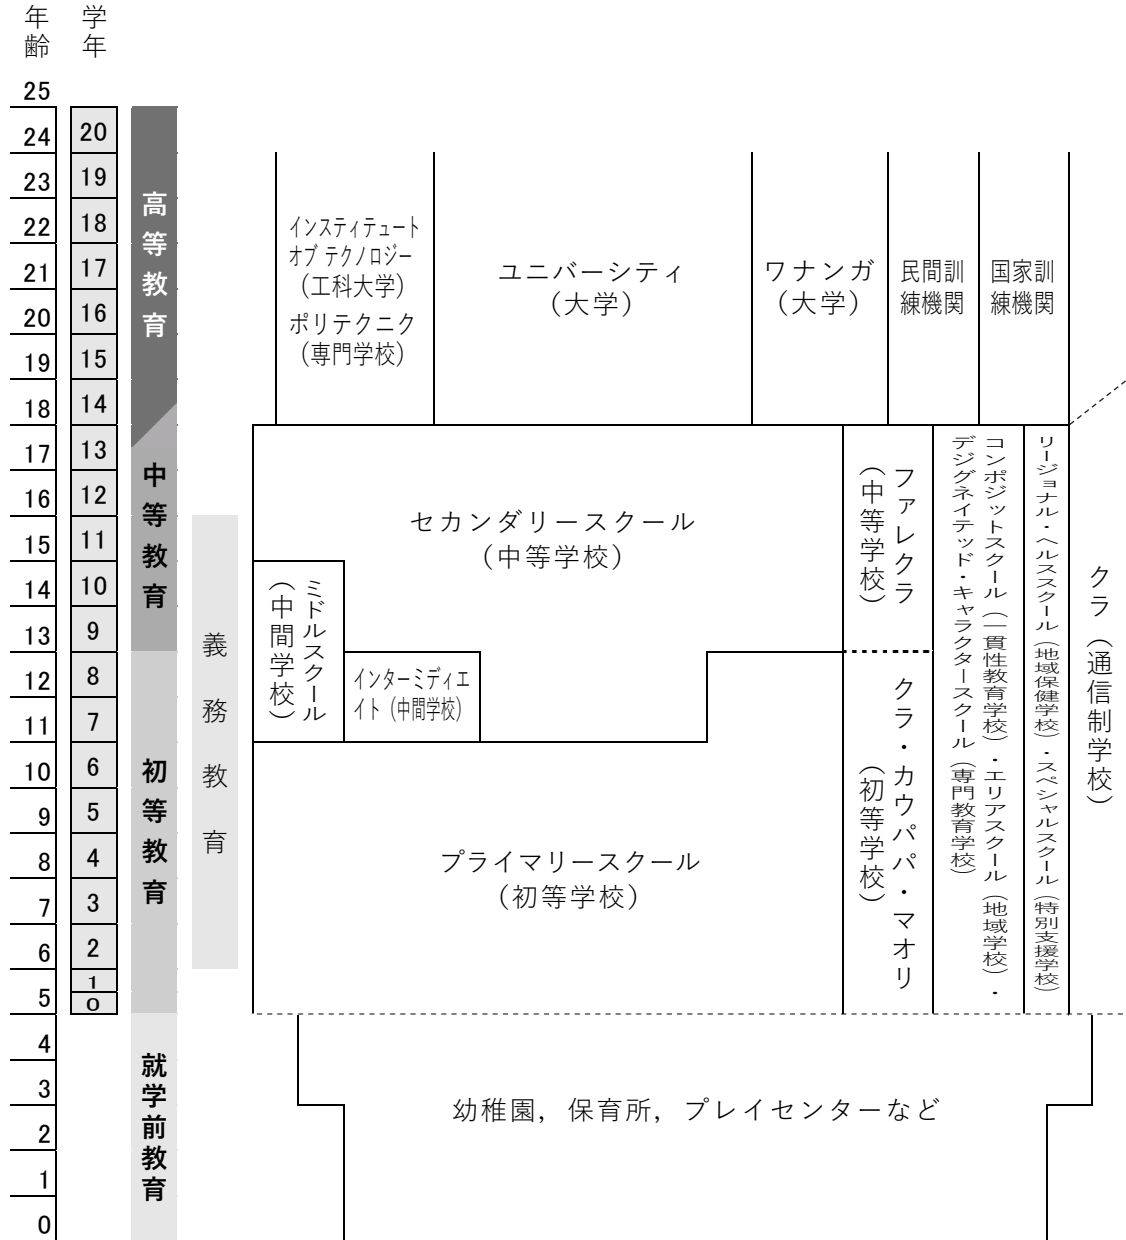 年齢
学年
25
24
23
22
21
20
19
18
17
16
15
14
13
12
11
10
9
8
7
6
5
4
3
2
1
0
20
19
18
17
16
15
14
13
12
11
10
9
8
7
6
5
4
3
2
1
0
高等教育
中等教育
初等教育
就学前教育
義務教育
インスティテュート
オブ テクノロジー
（工科大学）
ポリテクニク
（専門学校）
ユニバーシティ
（大学）
ワナンガ
（大学）
民間訓
練機関
国家訓
練機関
セカンダリースクール
（中等学校）
ミドルスクール
（中間学校）
インターミディエ
イト（中間学校）
プライマリースクール
（初等学校）
ファレクラ
（中等学校）
クラ・カウパパ・マオリ
（初等学校）
コンポジットスクール（一貫性教育学校）・エリアスクール（地域学校）・
デジグネイテッド・キャラクタースクール（専門教育学校）
リージョナル・ヘルススクール（地域保健学校）・スペシャルスクール（特別支援学校）
クラ（通信制学校）
幼稚園，保育所，プレイセンターなど